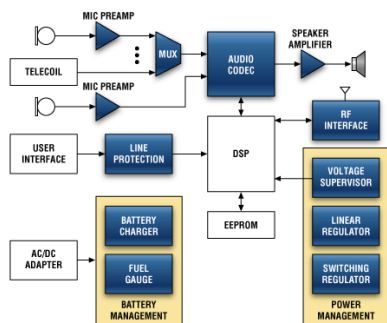 MIC PREAMP
MUX
TELECOIL
MIC PREAMP
AUDIO
CODEC
SPEAKER
AMPLIFIER
RF
INTERFACE
USER
INTERFACE
LINE
PROTECTION
DSP
EEPROM
VOLTAGE
SUPERVISOR
LINEAR
REGULATOR
SWITCHING
REGULATOR
POWER
MANAGEMENT
AC/DC
ADAPTER
BATTERY
CHARGER
FUEL
GAUGE
BATTERY
MANAGEMENT